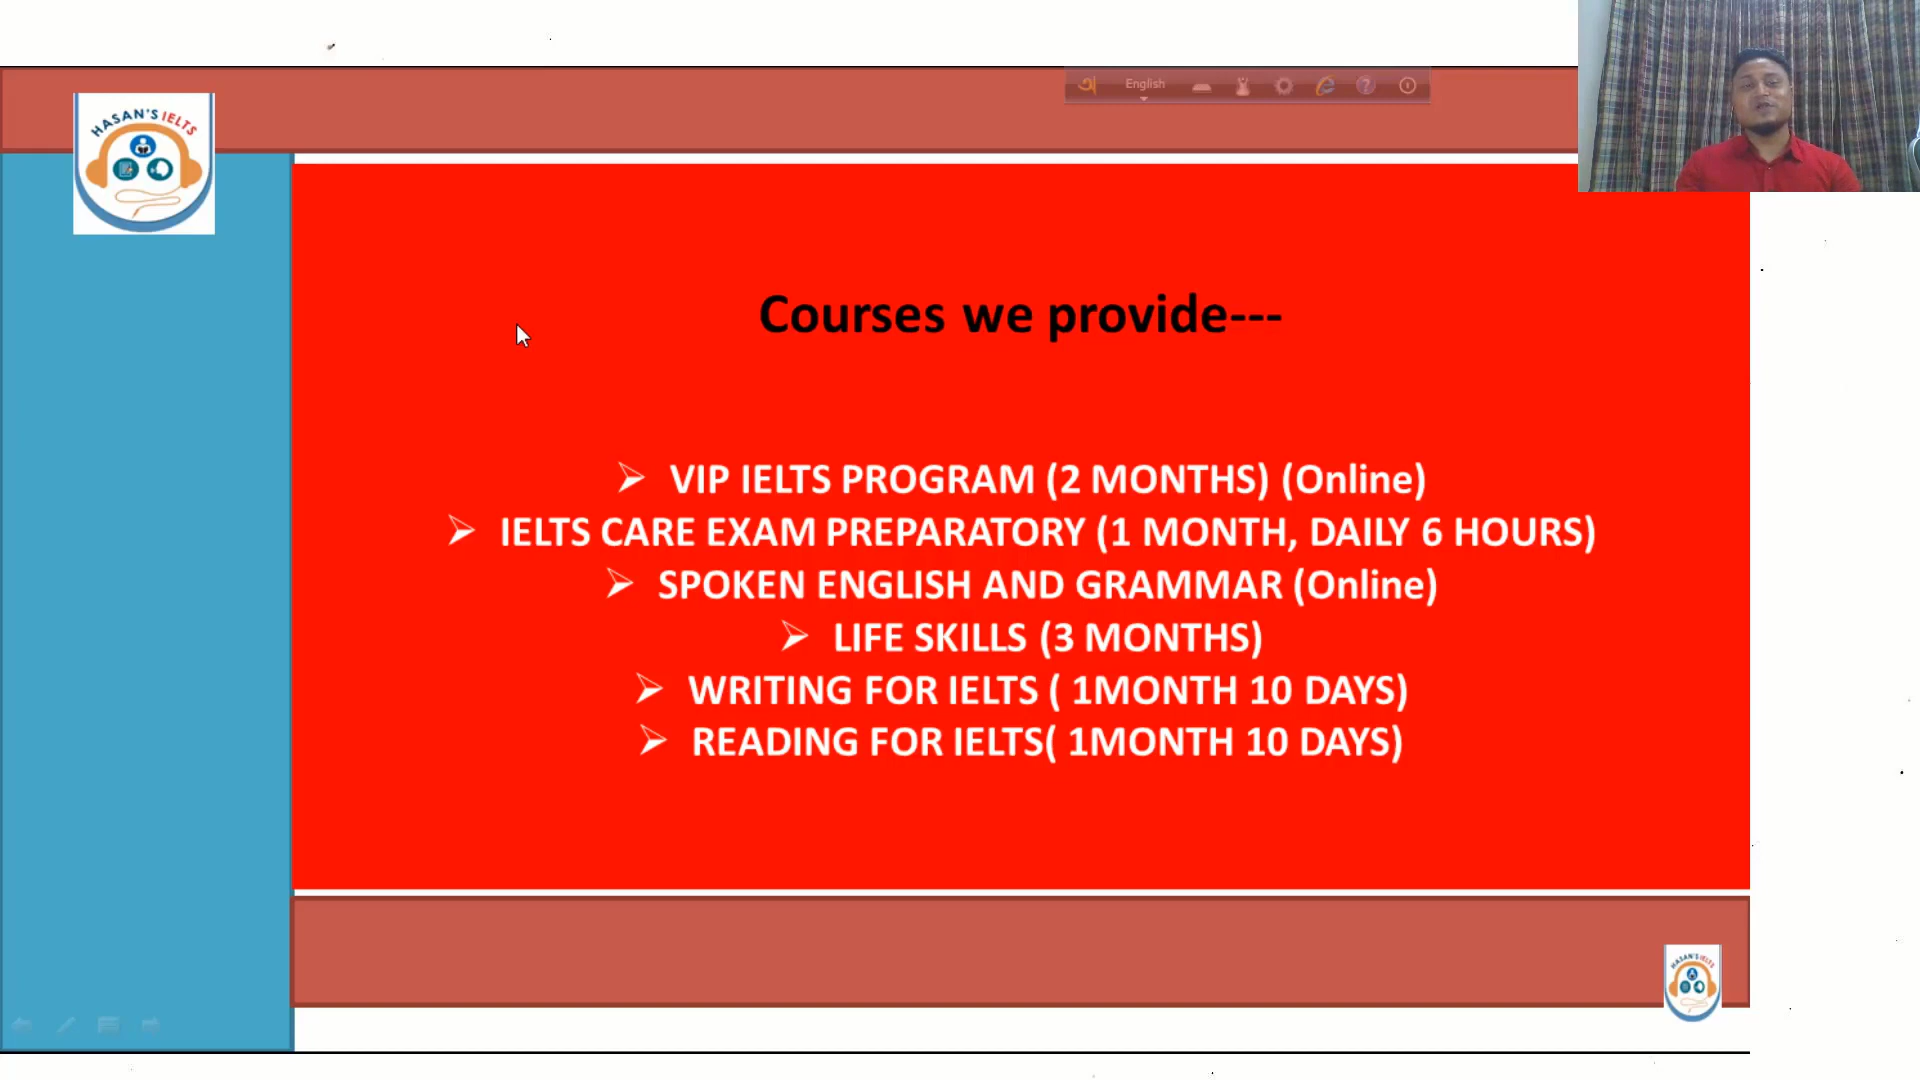 HASAN'S IELTS
অ English
Courses we provide---
➢ VIP IELTS PROGRAM (2 MONTHS) (Online)
➢ IELTS CARE EXAM PREPARATORY (1 MONTH, DAILY 6 HOURS)
➢ SPOKEN ENGLISH AND GRAMMAR (Online)
➢ LIFE SKILLS (3 MONTHS)
➢ WRITING FOR IELTS ( 1MONTH 10 DAYS)
➢ READING FOR IELTS( 1MONTH 10 DAYS)
HASAN'S IELTS